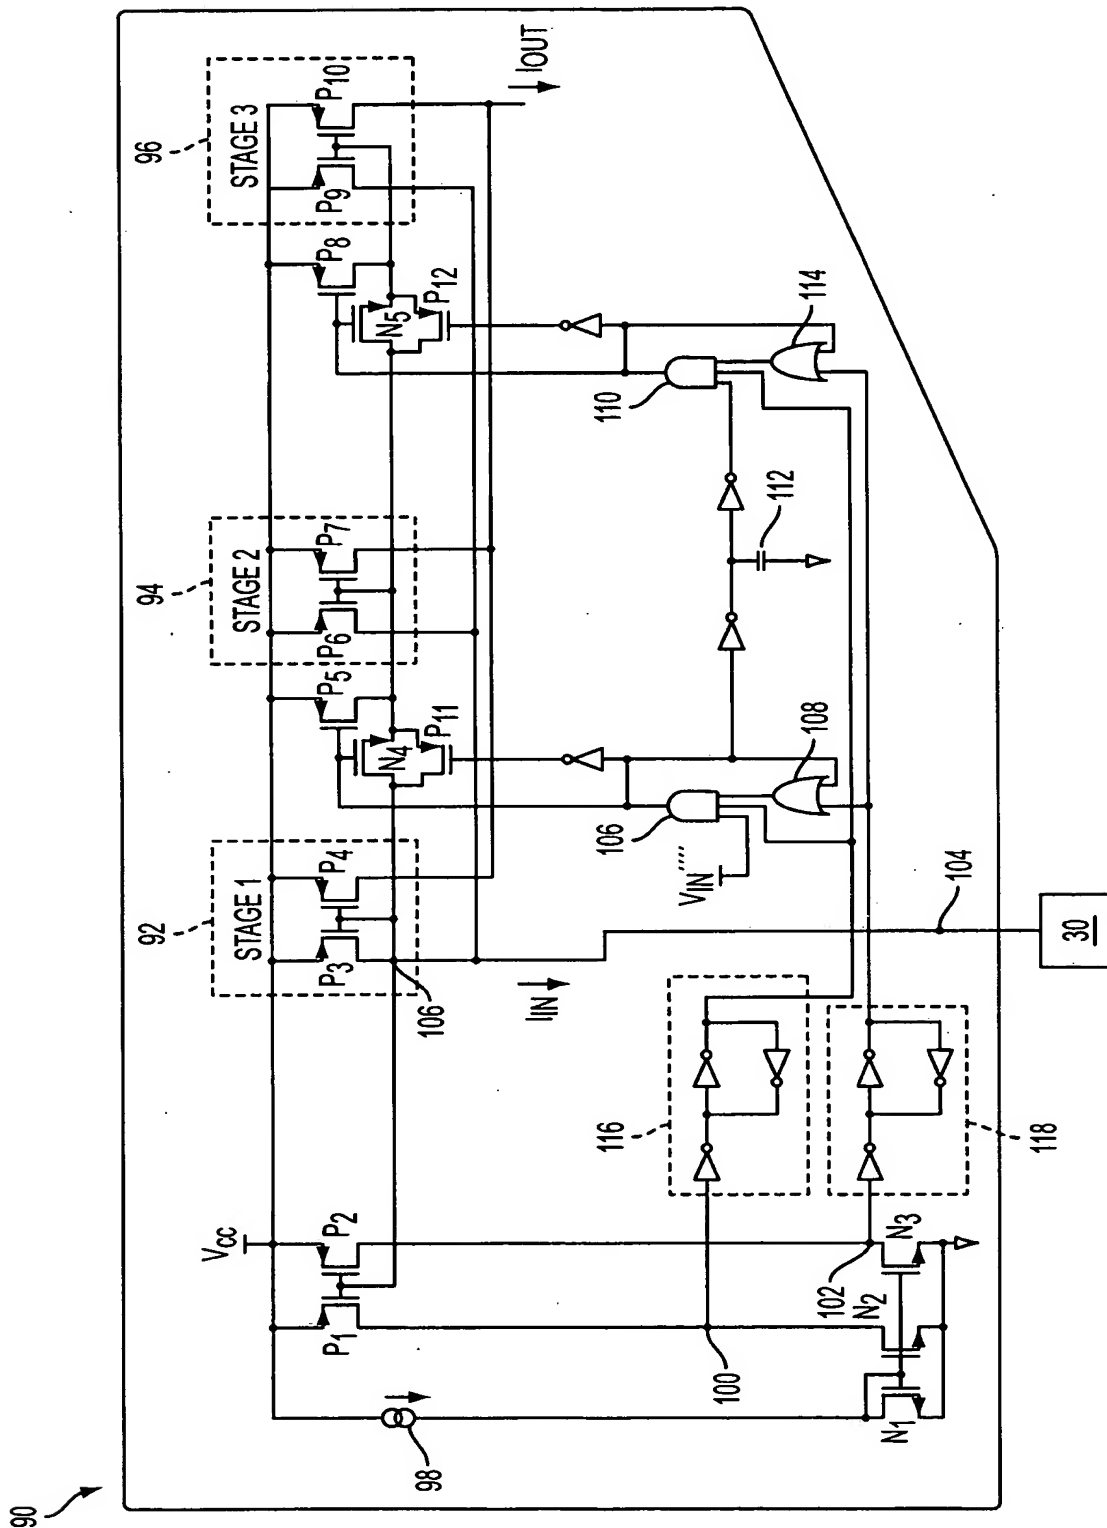 90
VCC
P1
P2
98
N1
N2
N3
100
102
92
STAGE 1
P3
P4
106
IIN
94
STAGE 2
P5
P6
P7
N4
P11
96
STAGE 3
P8
P9
P10
N5
P12
IOUT
VIN''''
106
108
110
112
114
116
118
104
30